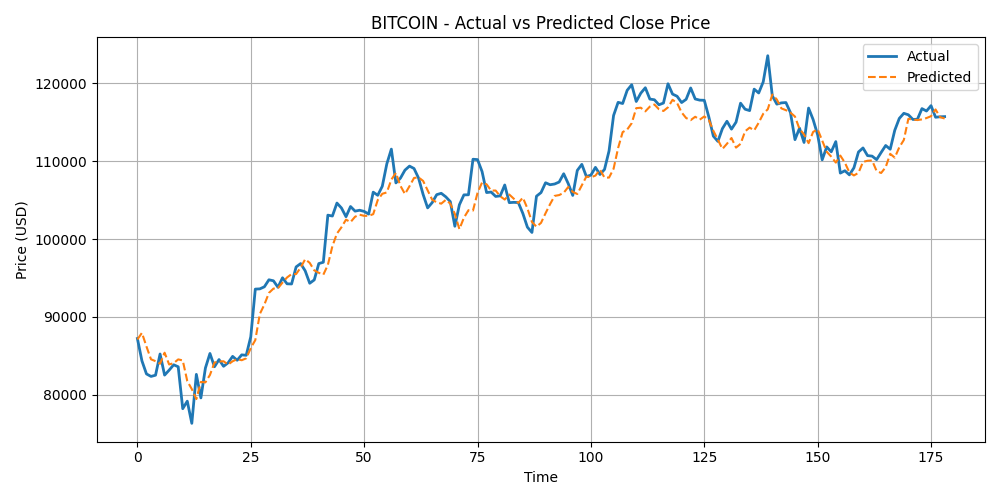 BITCOIN - Actual vs Predicted Close Price
Actual
Predicted
Price (USD)
120000
110000
100000
90000
80000
0 25 50 75 100 125 150 175
Time